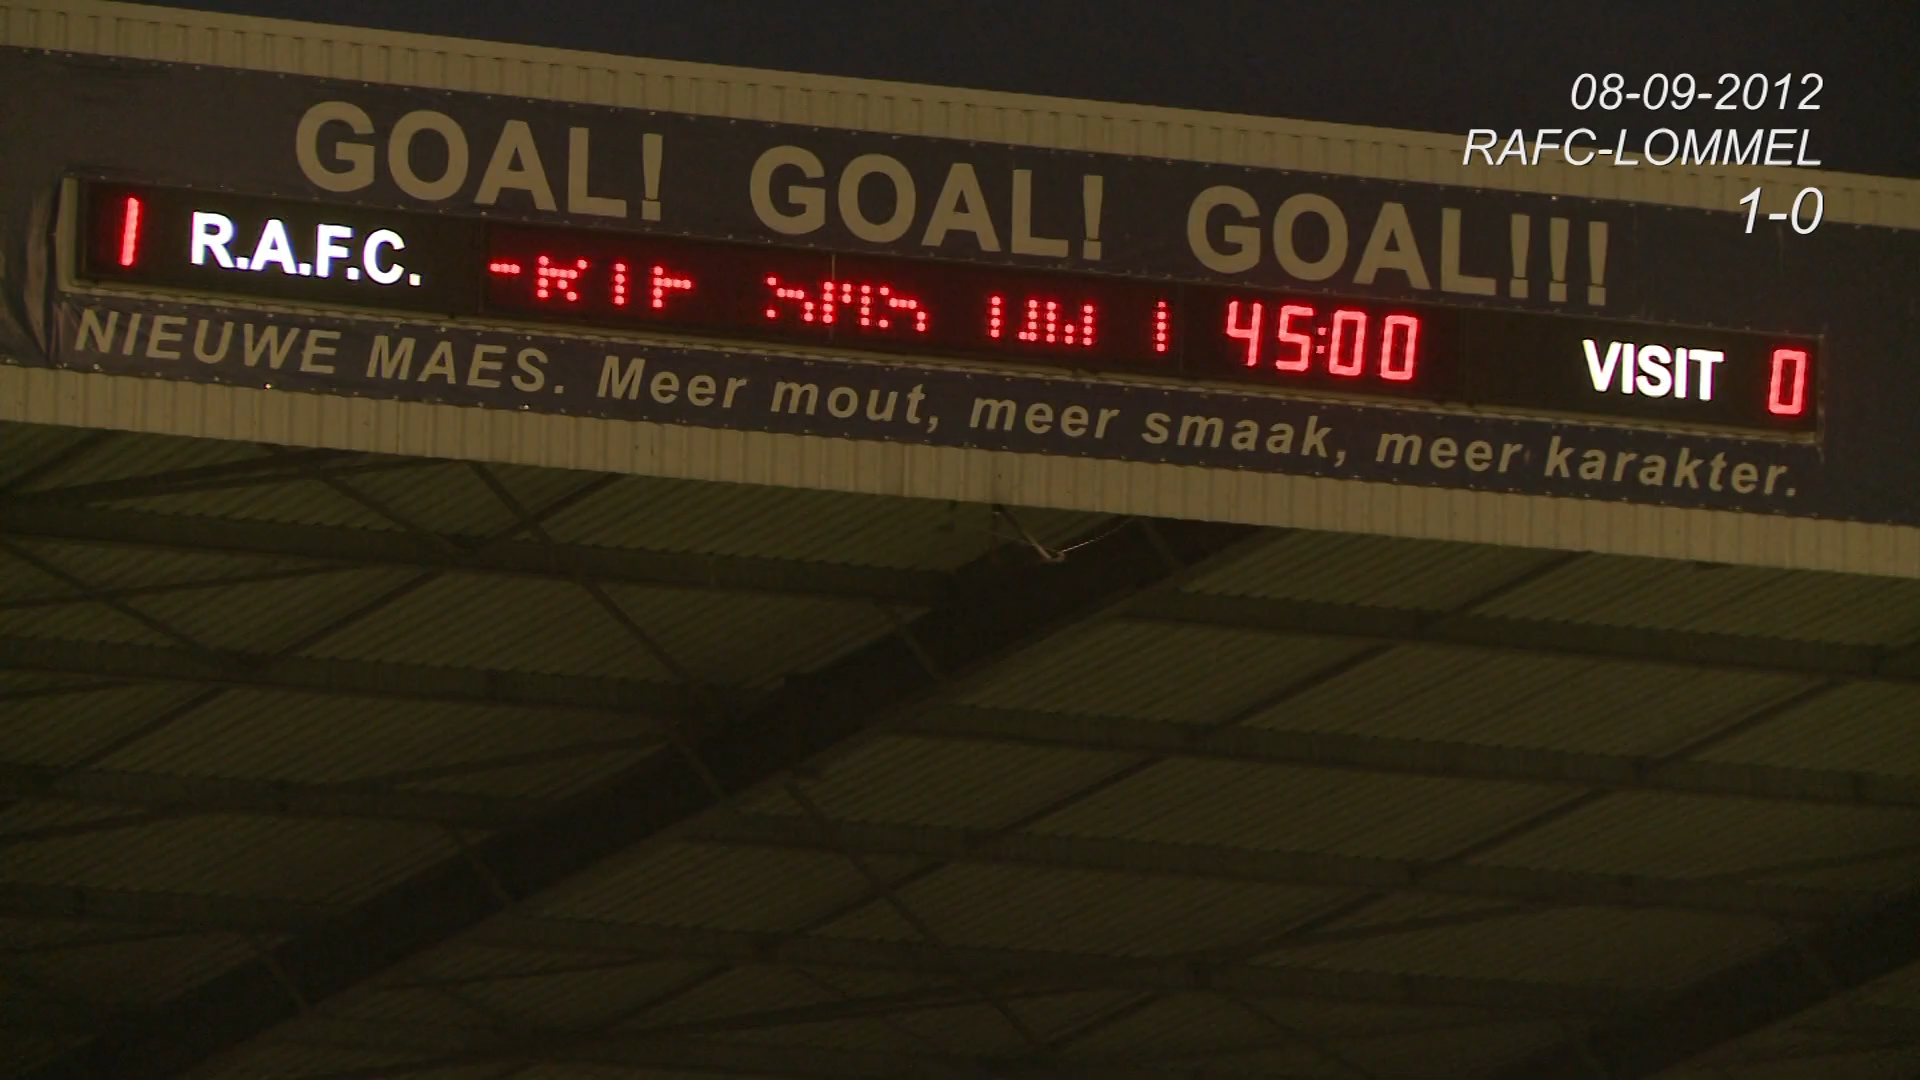 08-09-2012
RAFC-LOMMEL
1-0
GOAL! GOAL! GOAL!!!
1 R.A.F.C. 45:00 VISIT 0
NIEUWE MAES. Meer mout, meer smaak, meer karakter.